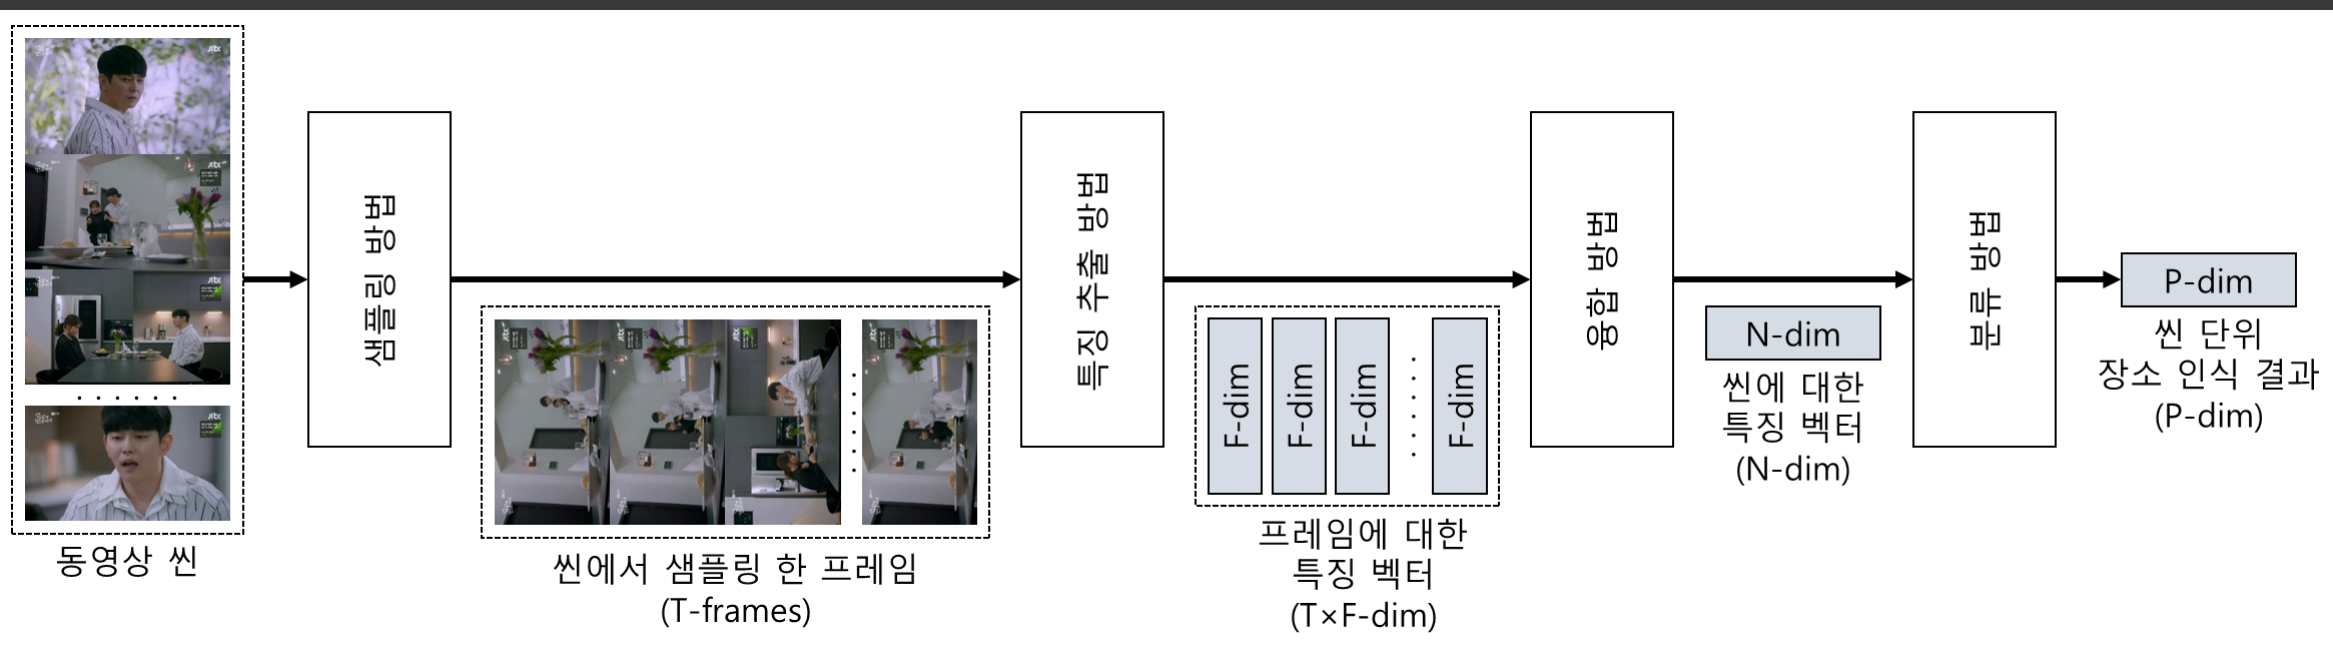 동영상 씬
샘플링 방법
씬에서 샘플링 한 프레임
(T-frames)
특징 추출 방법
F-dim
F-dim
F-dim
F-dim
프레임에 대한
특징 벡터
(T×F-dim)
융합 방법
N-dim
씬에 대한
특징 벡터
(N-dim)
분류 방법
P-dim
씬 단위
장소 인식 결과
(P-dim)